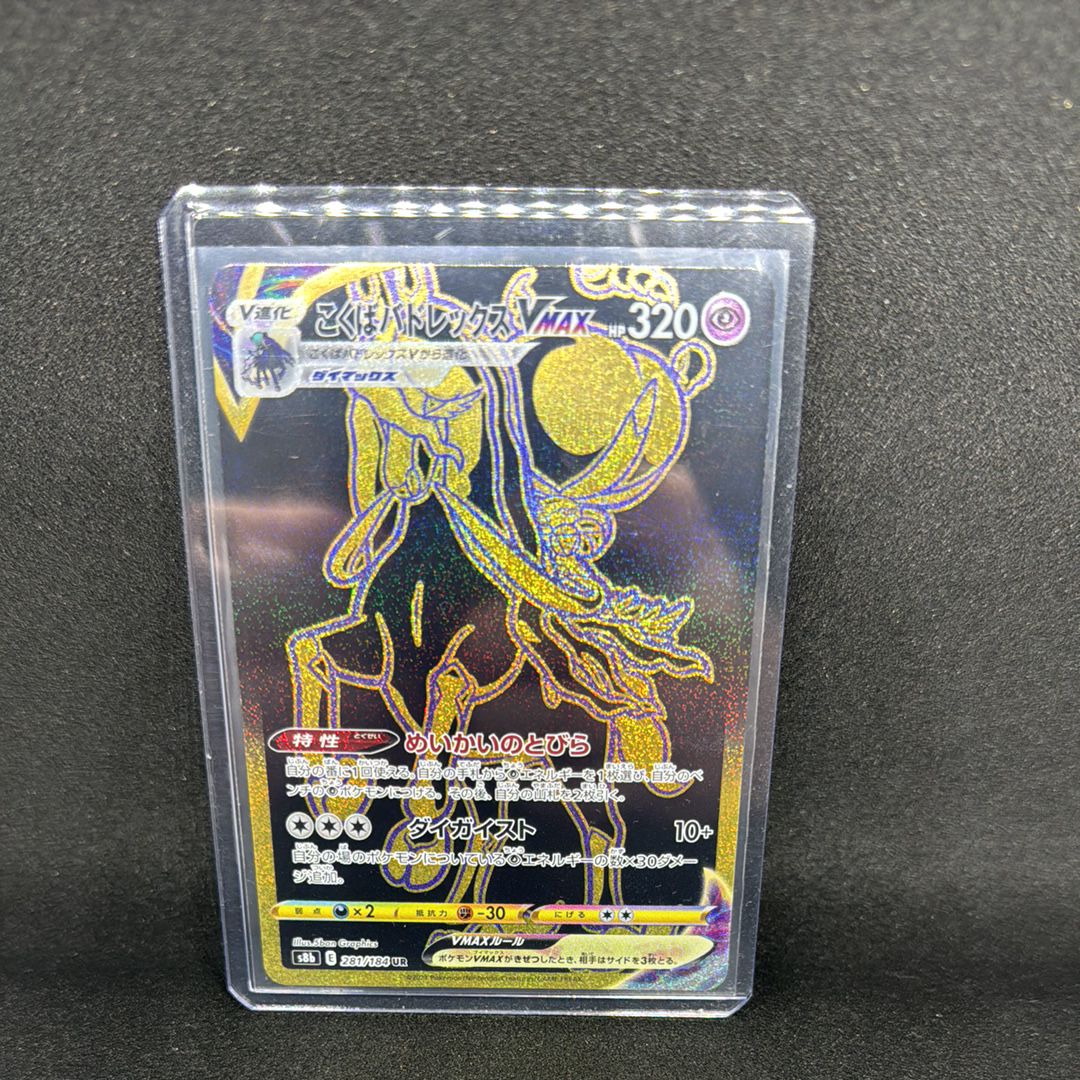 V進化 こくばバドレックス VMAX HP 320
こくばバドレックスVから進化
ダイマックス
特性 とくせい めいかいのとびら
自分の番に1回使える。自分の手札から エネルギーを1枚選び、自分のベ
ンチの ポケモンにつける。その後、自分の山札を2枚引く。
ダイガイスト 10+
自分の場のポケモンについている エネルギーの数×30ダメー
ジ追加。
弱点 ×2 抵抗力 -30 にげる
Illus. 5ban Graphics
VMAXルール
s8b E 281/184 UR
ポケモンVMAXがきぜつしたとき、相手はサイドを3枚とる。